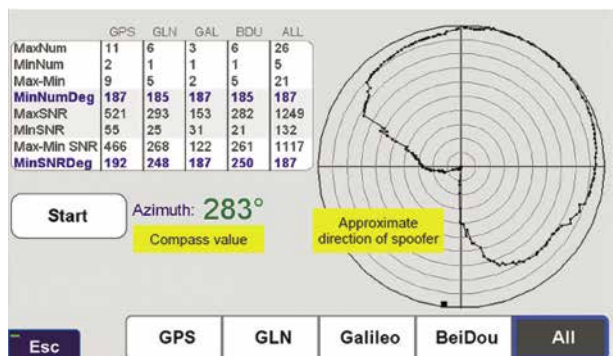 GPS GLN GAL BDU ALL
MaxNum 11 6 3 6 26
MinNum 2 1 1 1 5
Max-Min 9 5 2 5 21
MinNumDeg 187 185 187 185 187
MaxSNR 521 293 153 282 1249
MinSNR 55 25 31 21 132
Max-Min SNR 466 268 122 261 1117
MinSNRDeg 192 248 187 250 187
Start
Azimuth: 283°
Compass value
Approximate
direction of spoofer
Esc
GPS GLN Galileo BeiDou All